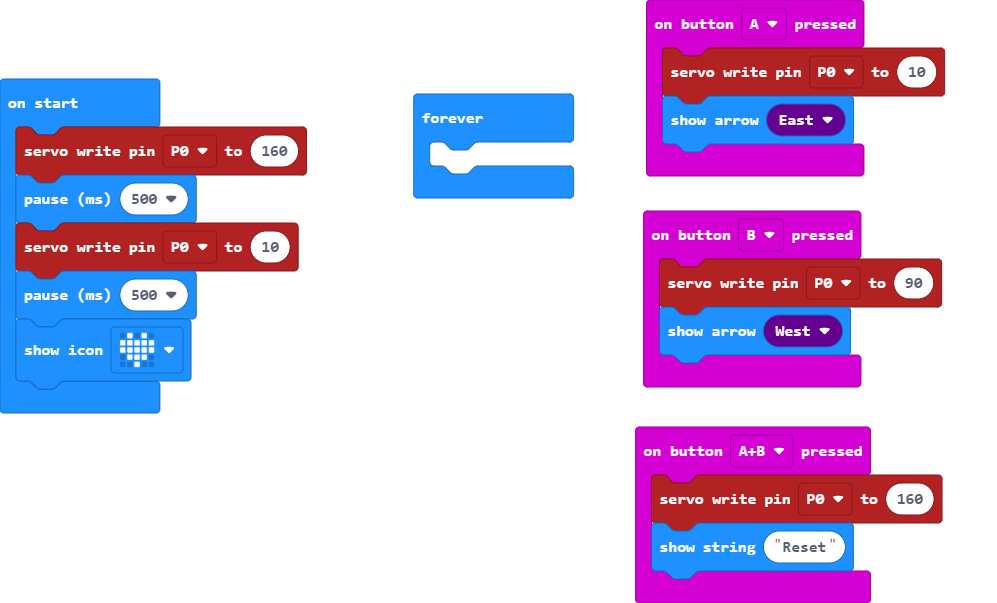 on start
servo write pin P0 to 160
pause (ms) 500
servo write pin P0 to 10
pause (ms) 500
show icon
forever
on button A pressed
servo write pin P0 to 10
show arrow East
on button B pressed
servo write pin P0 to 90
show arrow West
on button A+B pressed
servo write pin P0 to 160
show string "Reset"